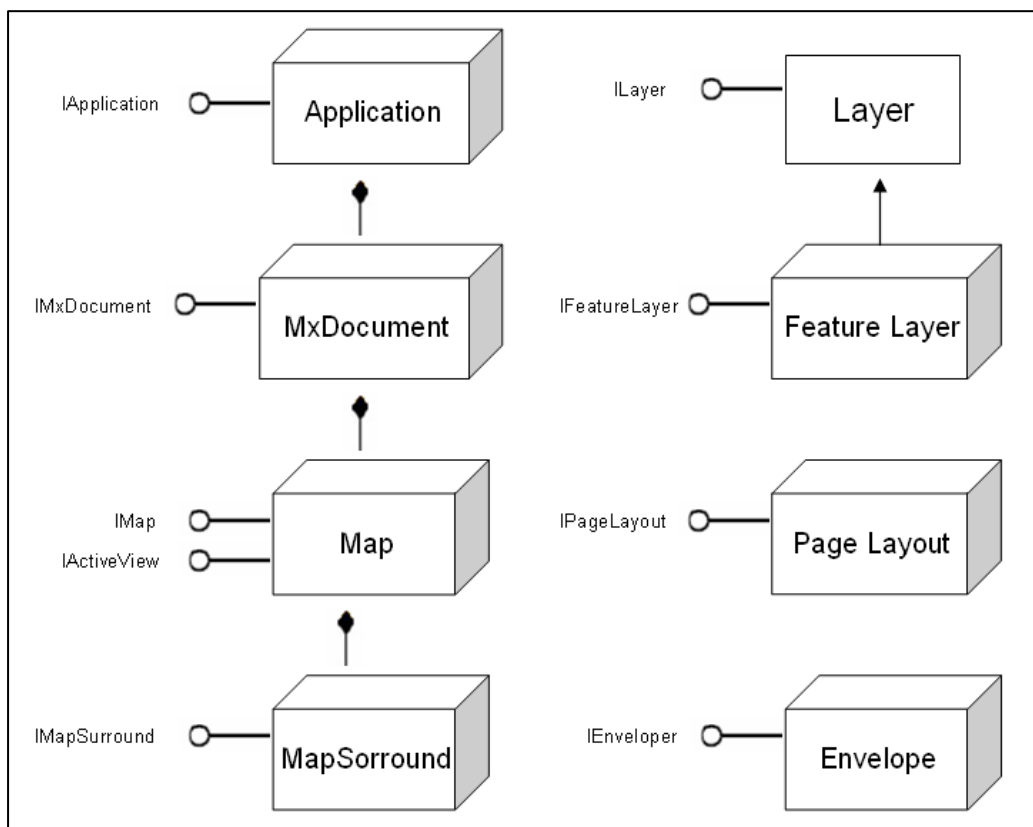 IApplication
Application
ILayer
Layer
IMxDocument
MxDocument
IFeatureLayer
Feature Layer
IMap
IActiveView
Map
IPageLayout
Page Layout
IMapSurround
MapSorround
IEnveloper
Envelope